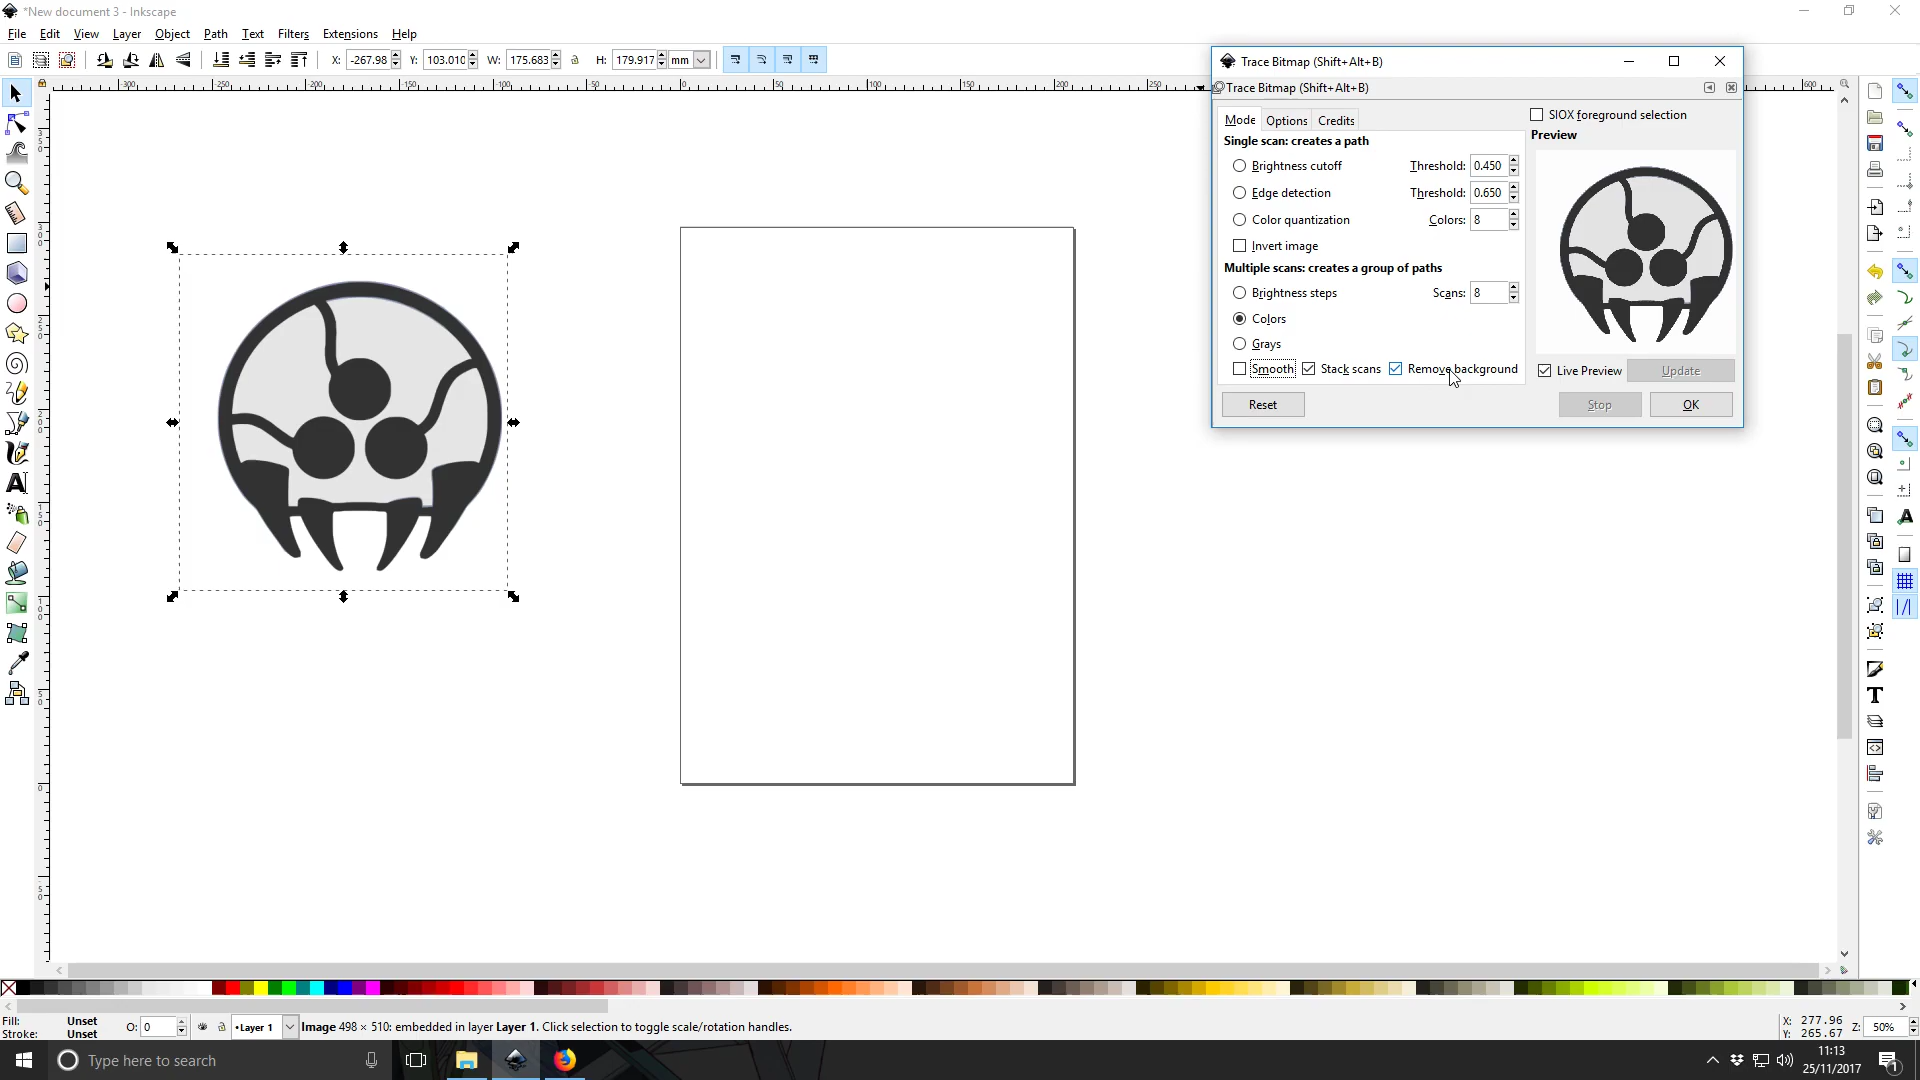 *New document 3 - Inkscape
File Edit View Layer Object Path Text Filters Extensions Help
X: -267.98 Y: 103.010 W: 175.683 H: 179.917 mm
Trace Bitmap (Shift+Alt+B)
Trace Bitmap (Shift+Alt+B)
Mode Options Credits
SIOX foreground selection
Single scan: creates a path
Preview
Brightness cutoff Threshold: 0.450
Edge detection Threshold: 0.650
Color quantization Colors: 8
Invert image
Multiple scans: creates a group of paths
Brightness steps Scans: 8
Colors
Grays
Smooth Stack scans Remove background
Live Preview Update
Reset Stop OK
Fill: Unset
Stroke: Unset
O: 0
•Layer 1
Image 498 × 510: embedded in layer Layer 1. Click selection to toggle scale/rotation handles.
X: 277.96
Y: 265.67
Z: 50%
Type here to search
11:13
25/11/2017
1